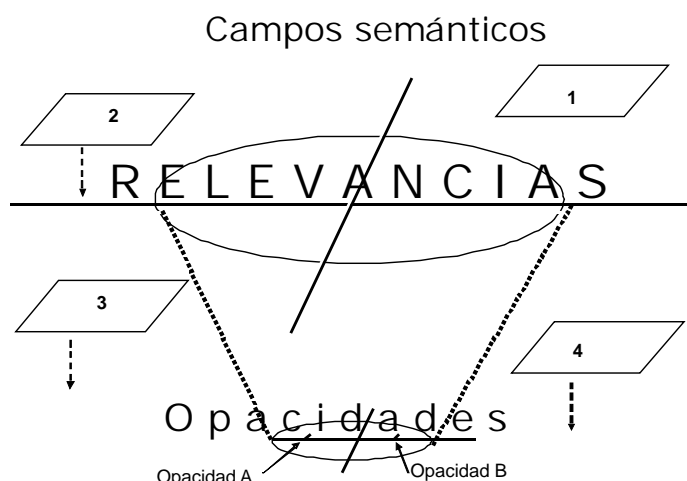 Campos semánticos
1
2
RELEVANCIAS
3
4
Opacidades
Opacidad A
Opacidad B